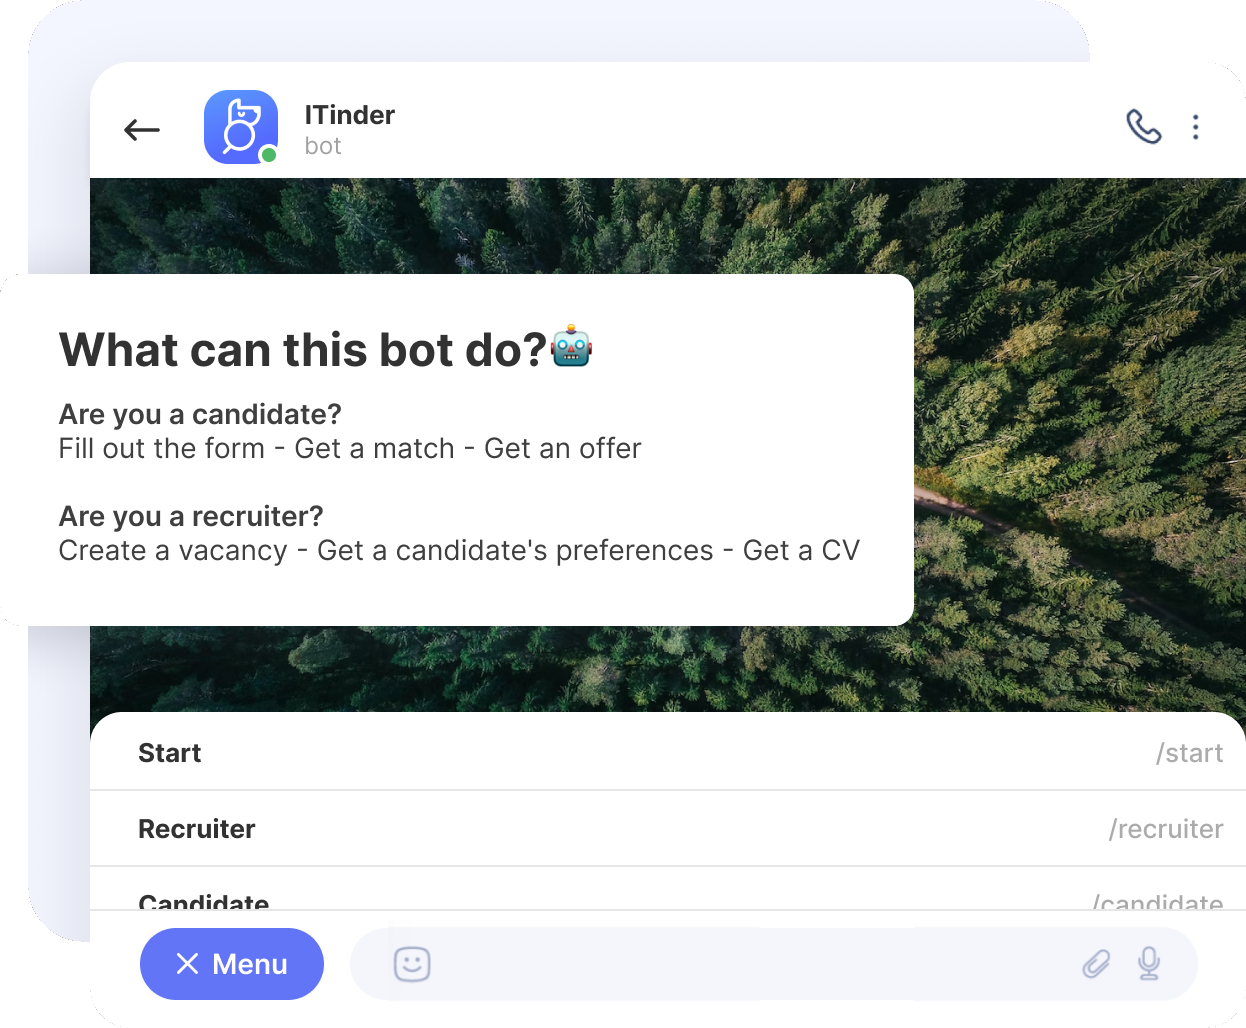 ITinder
bot
What can this bot do?🤖
Are you a candidate?
Fill out the form - Get a match - Get an offer
Are you a recruiter?
Create a vacancy - Get a candidate's preferences - Get a CV
Start /start
Recruiter /recruiter
Candidate /candidate
Menu